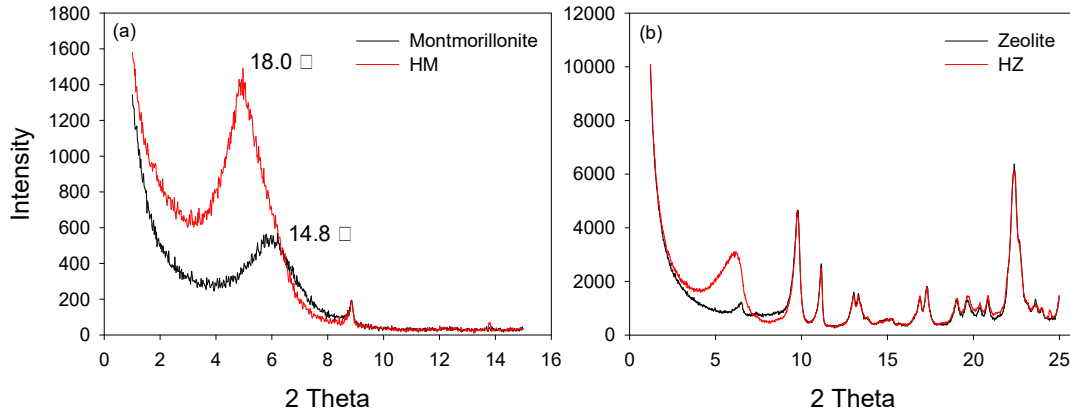 (a)
Montmorillonite
HM
18.0 □
14.8 □
1800
1600
1400
1200
1000
800
600
400
200
0
0 2 4 6 8 10 12 14 16
2 Theta
Intensity
(b)
Zeolite
HZ
12000
10000
8000
6000
4000
2000
0
0 5 10 15 20 25
2 Theta